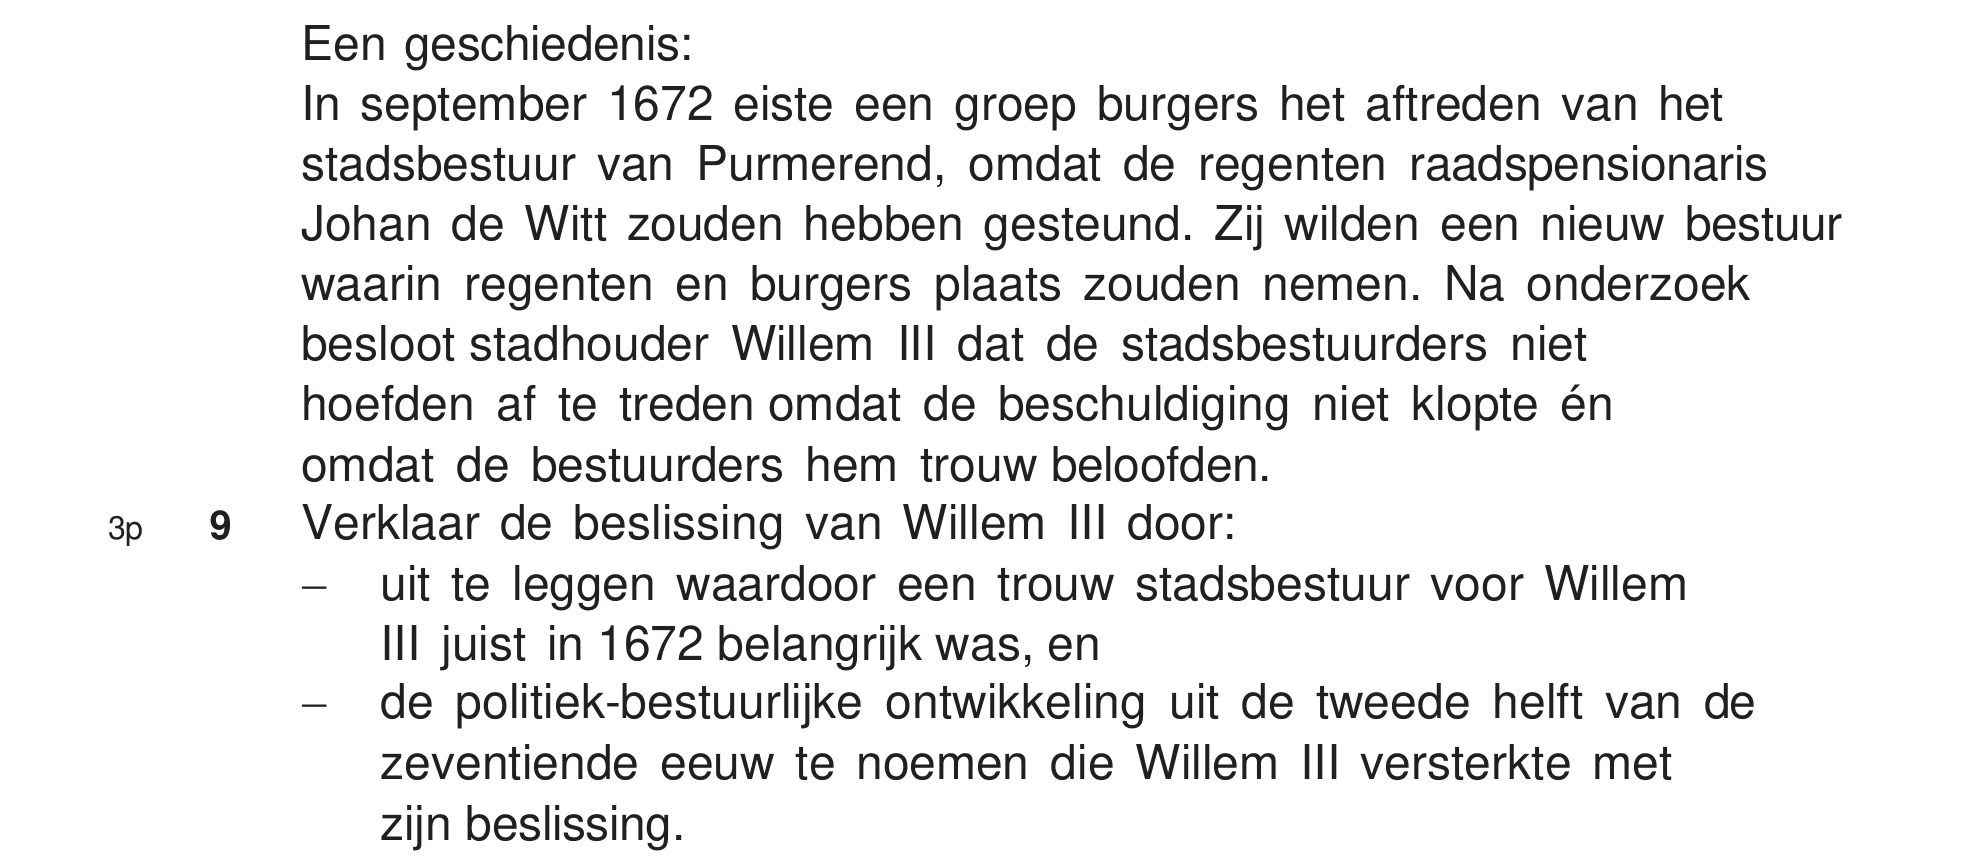 Een geschiedenis:
In september 1672 eiste een groep burgers het aftreden van het
stadsbestuur van Purmerend, omdat de regenten raadspensionaris
Johan de Witt zouden hebben gesteund. Zij wilden een nieuw bestuur
waarin regenten en burgers plaats zouden nemen. Na onderzoek
besloot stadhouder Willem III dat de stadsbestuurders niet
hoefden af te treden omdat de beschuldiging niet klopte én
omdat de bestuurders hem trouw beloofden.
3p 9 Verklaar de beslissing van Willem III door:
– uit te leggen waardoor een trouw stadsbestuur voor Willem
III juist in 1672 belangrijk was, en
– de politiek-bestuurlijke ontwikkeling uit de tweede helft van de
zeventiende eeuw te noemen die Willem III versterkte met
zijn beslissing.